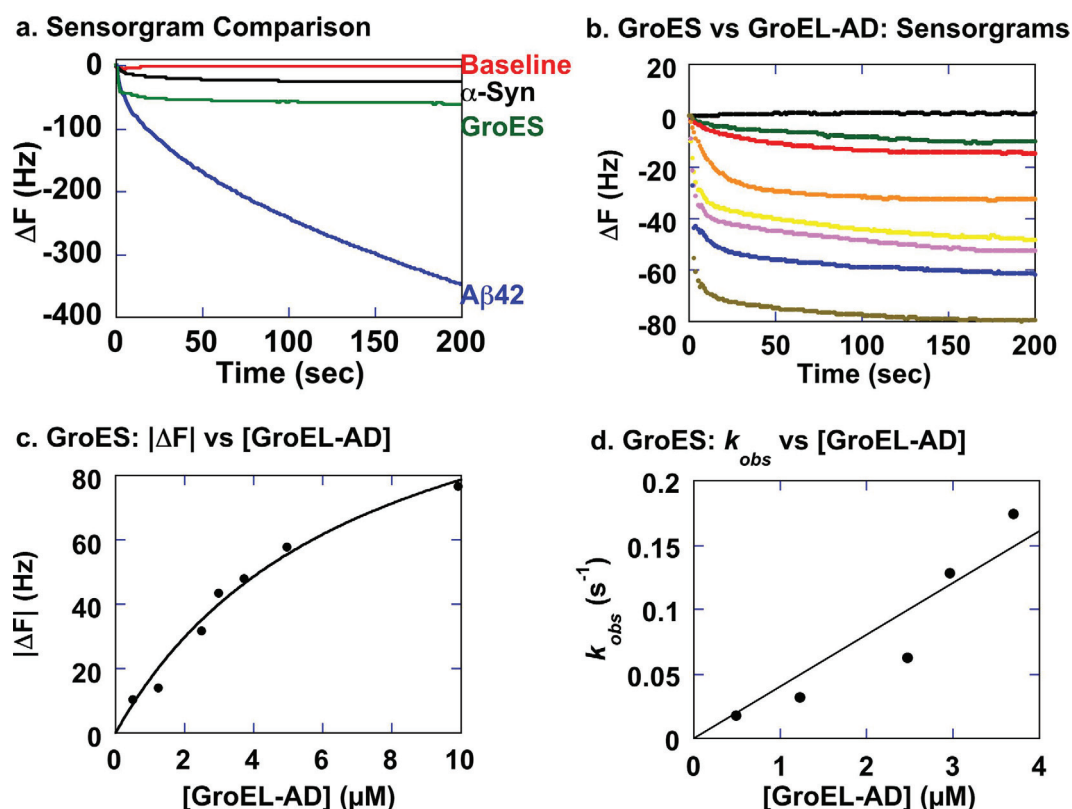 a. Sensorgram Comparison
0
-100
-200
-300
-400
ΔF (Hz)
Baseline
α-Syn
GroES
Aβ42
0 50 100 150 200
Time (sec)
b. GroES vs GroEL-AD: Sensorgrams
20
0
-20
-40
-60
-80
ΔF (Hz)
0 50 100 150 200
Time (sec)
c. GroES: |ΔF| vs [GroEL-AD]
80
60
40
20
0
|ΔF| (Hz)
0 2 4 6 8 10
[GroEL-AD] (µM)
d. GroES: kobs vs [GroEL-AD]
0.2
0.15
0.1
0.05
0
kobs (s-1)
0 1 2 3 4
[GroEL-AD] (µM)